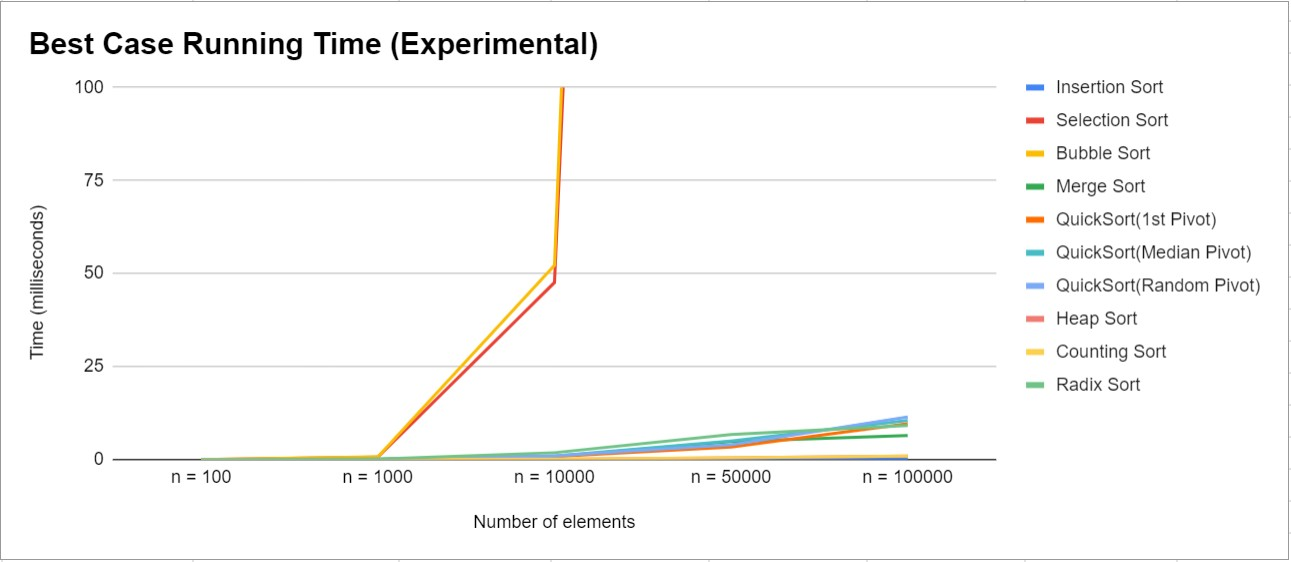 Best Case Running Time (Experimental)
100
75
50
25
0
Time (milliseconds)
n = 100
n = 1000
n = 10000
n = 50000
n = 100000
Number of elements
Insertion Sort
Selection Sort
Bubble Sort
Merge Sort
QuickSort(1st Pivot)
QuickSort(Median Pivot)
QuickSort(Random Pivot)
Heap Sort
Counting Sort
Radix Sort